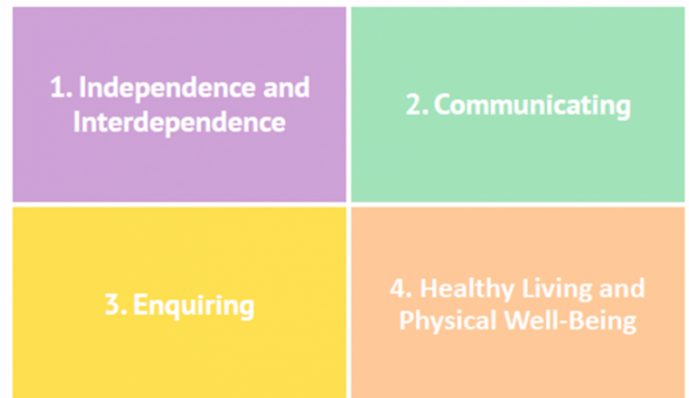 1. Independence and
Interdependence
2. Communicating
3. Enquiring
4. Healthy Living and
Physical Well-Being